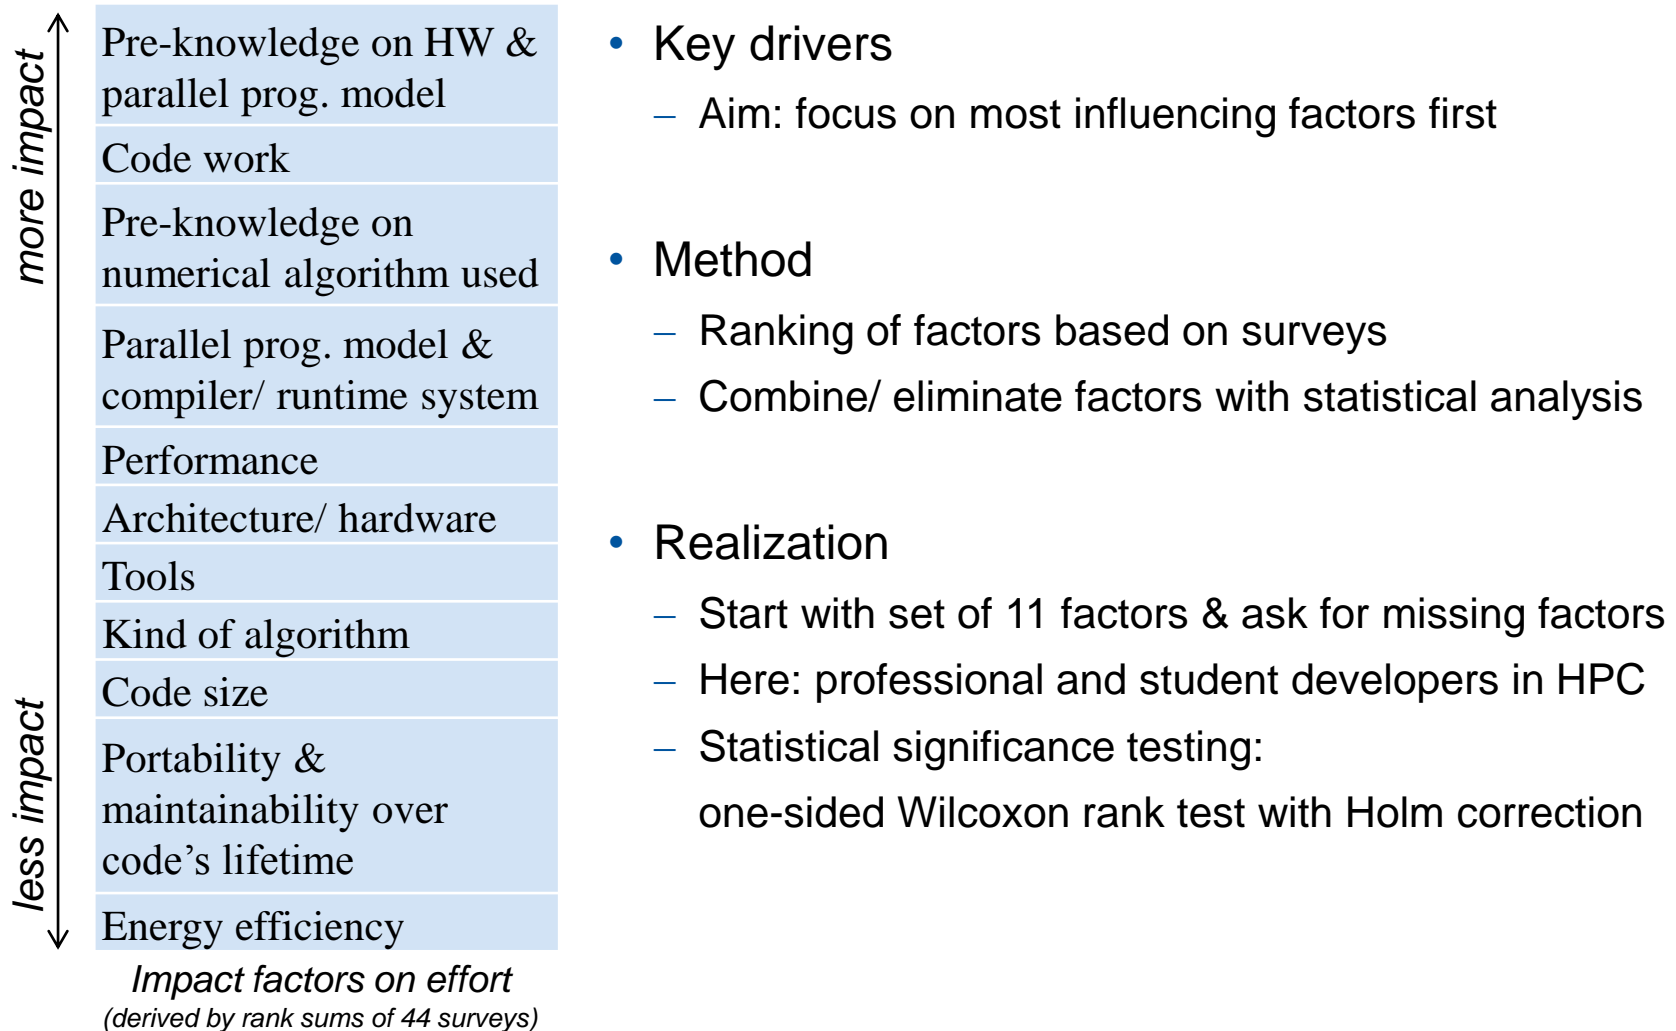 more impact
less impact
Pre-knowledge on HW &
parallel prog. model
Code work
Pre-knowledge on
numerical algorithm used
Parallel prog. model &
compiler/ runtime system
Performance
Architecture/ hardware
Tools
Kind of algorithm
Code size
Portability &
maintainability over
code’s lifetime
Energy efficiency
Impact factors on effort
(derived by rank sums of 44 surveys)
• Key drivers
– Aim: focus on most influencing factors first
• Method
– Ranking of factors based on surveys
– Combine/ eliminate factors with statistical analysis
• Realization
– Start with set of 11 factors & ask for missing factors
– Here: professional and student developers in HPC
– Statistical significance testing:
one-sided Wilcoxon rank test with Holm correction